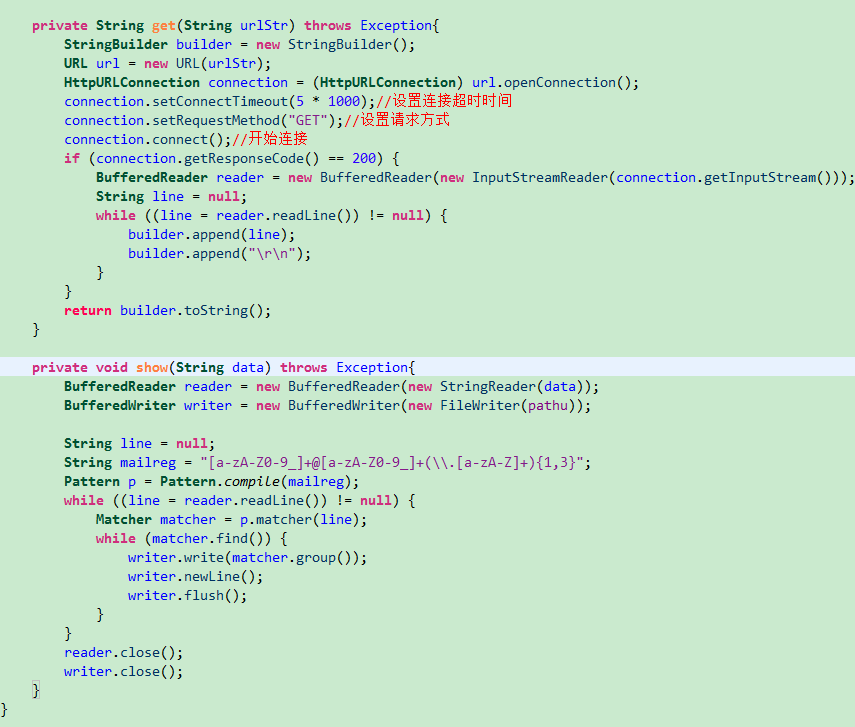 private String get(String urlStr) throws Exception{
StringBuilder builder = new StringBuilder();
URL url = new URL(urlStr);
HttpURLConnection connection = (HttpURLConnection) url.openConnection();
connection.setConnectTimeout(5 * 1000);//设置连接超时时间
connection.setRequestMethod("GET");//设置请求方式
connection.connect();//开始连接
if (connection.getResponseCode() == 200) {
BufferedReader reader = new BufferedReader(new InputStreamReader(connection.getInputStream()));
String line = null;
while ((line = reader.readLine()) != null) {
builder.append(line);
builder.append("\r\n");
}
}
return builder.toString();
}
private void show(String data) throws Exception{
BufferedReader reader = new BufferedReader(new StringReader(data));
BufferedWriter writer = new BufferedWriter(new FileWriter(pathu));
String line = null;
String mailreg = "[a-zA-Z0-9_]+@[a-zA-Z0-9_]+(\\.[a-zA-Z]+){1,3}";
Pattern p = Pattern.compile(mailreg);
while ((line = reader.readLine()) != null) {
Matcher matcher = p.matcher(line);
while (matcher.find()) {
writer.write(matcher.group());
writer.newLine();
writer.flush();
}
}
reader.close();
writer.close();
}
}